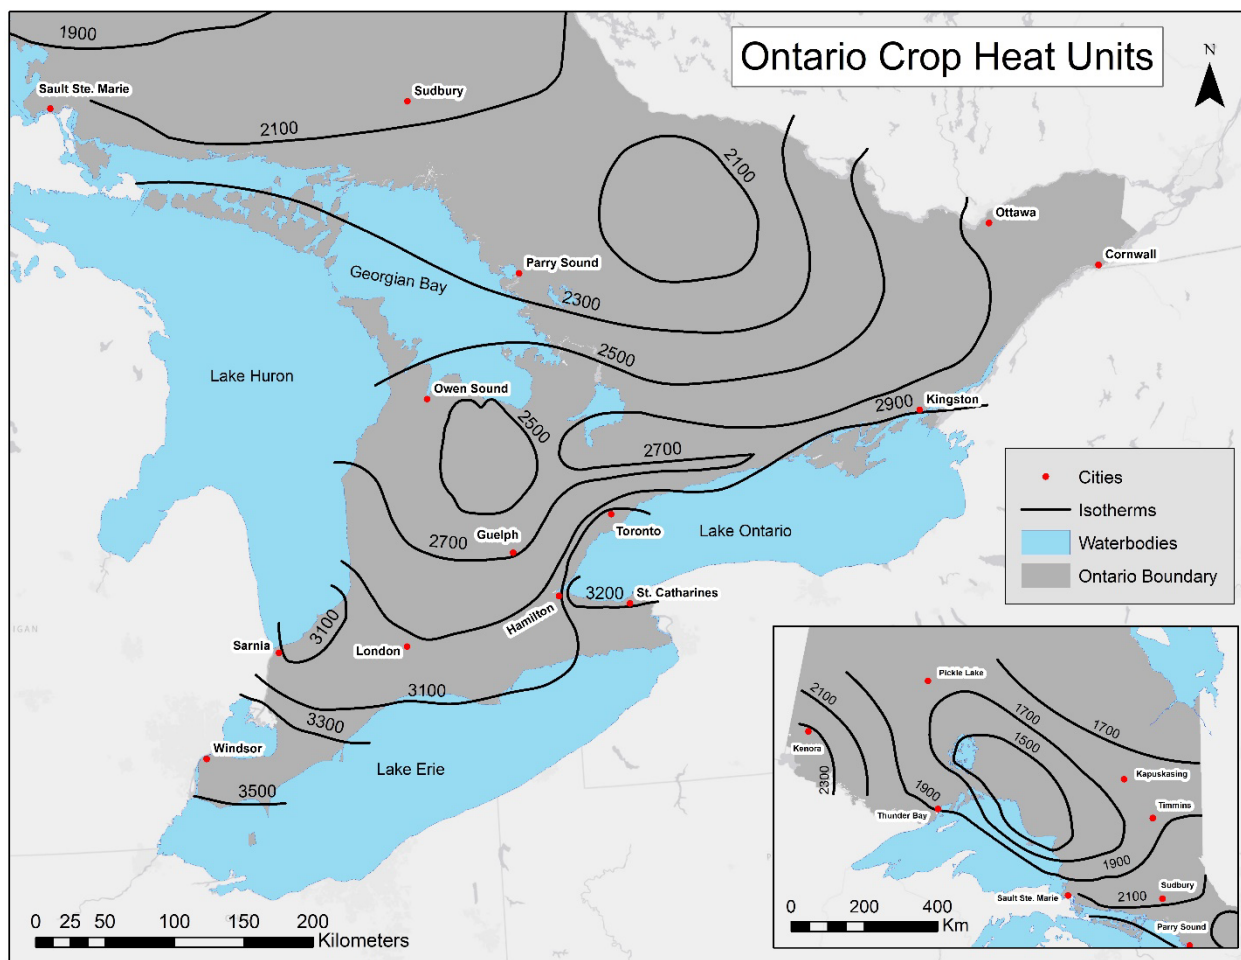 Ontario Crop Heat Units
N
1900
Sault Ste. Marie
Sudbury
2100
2100
Ottawa
Cornwall
Parry Sound
Georgian Bay
2300
2500
Lake Huron
Owen Sound
2500
2900
Kingston
2700
Guelph
2700
Toronto
Lake Ontario
3200
St. Catharines
Hamilton
3100
Sarnia
London
3100
3300
Windsor
Lake Erie
3500
IGAN
Cities
Isotherms
Waterbodies
Ontario Boundary
0 25 50 100 150 200
Kilometers
Pickle Lake
2100
1700
1700
Kenora
1500
2300
Kapuskasing
1900
Thunder Bay
Timmins
1900
Sault Ste. Marie
2100
Sudbury
Parry Sound
0 200 400
Km